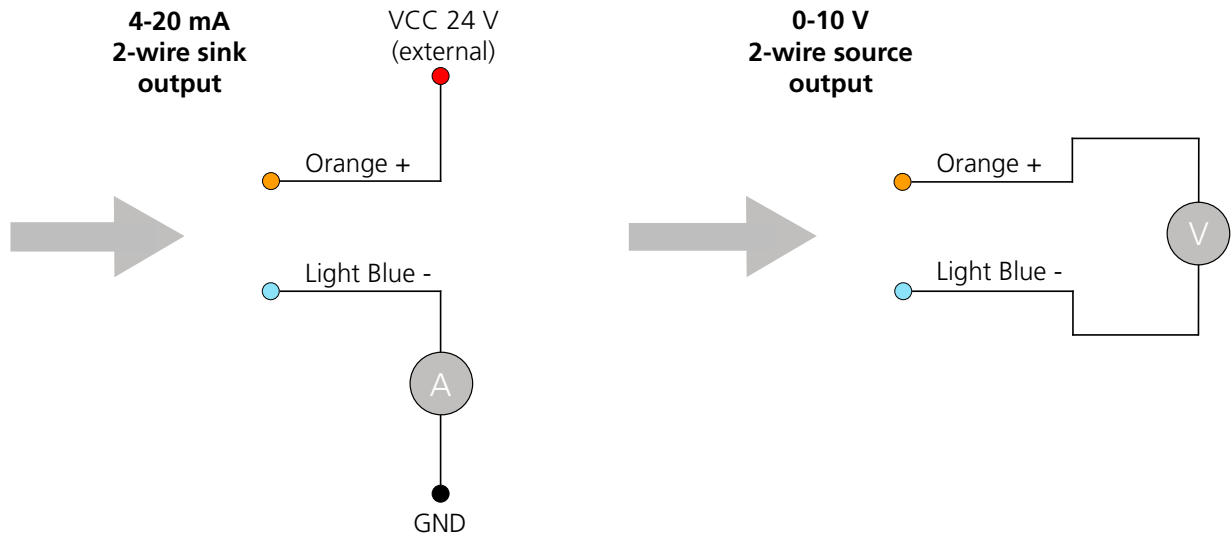 4-20 mA
2-wire sink
output
VCC 24 V
(external)
Orange +
Light Blue -
A
GND
0-10 V
2-wire source
output
Orange +
Light Blue -
V